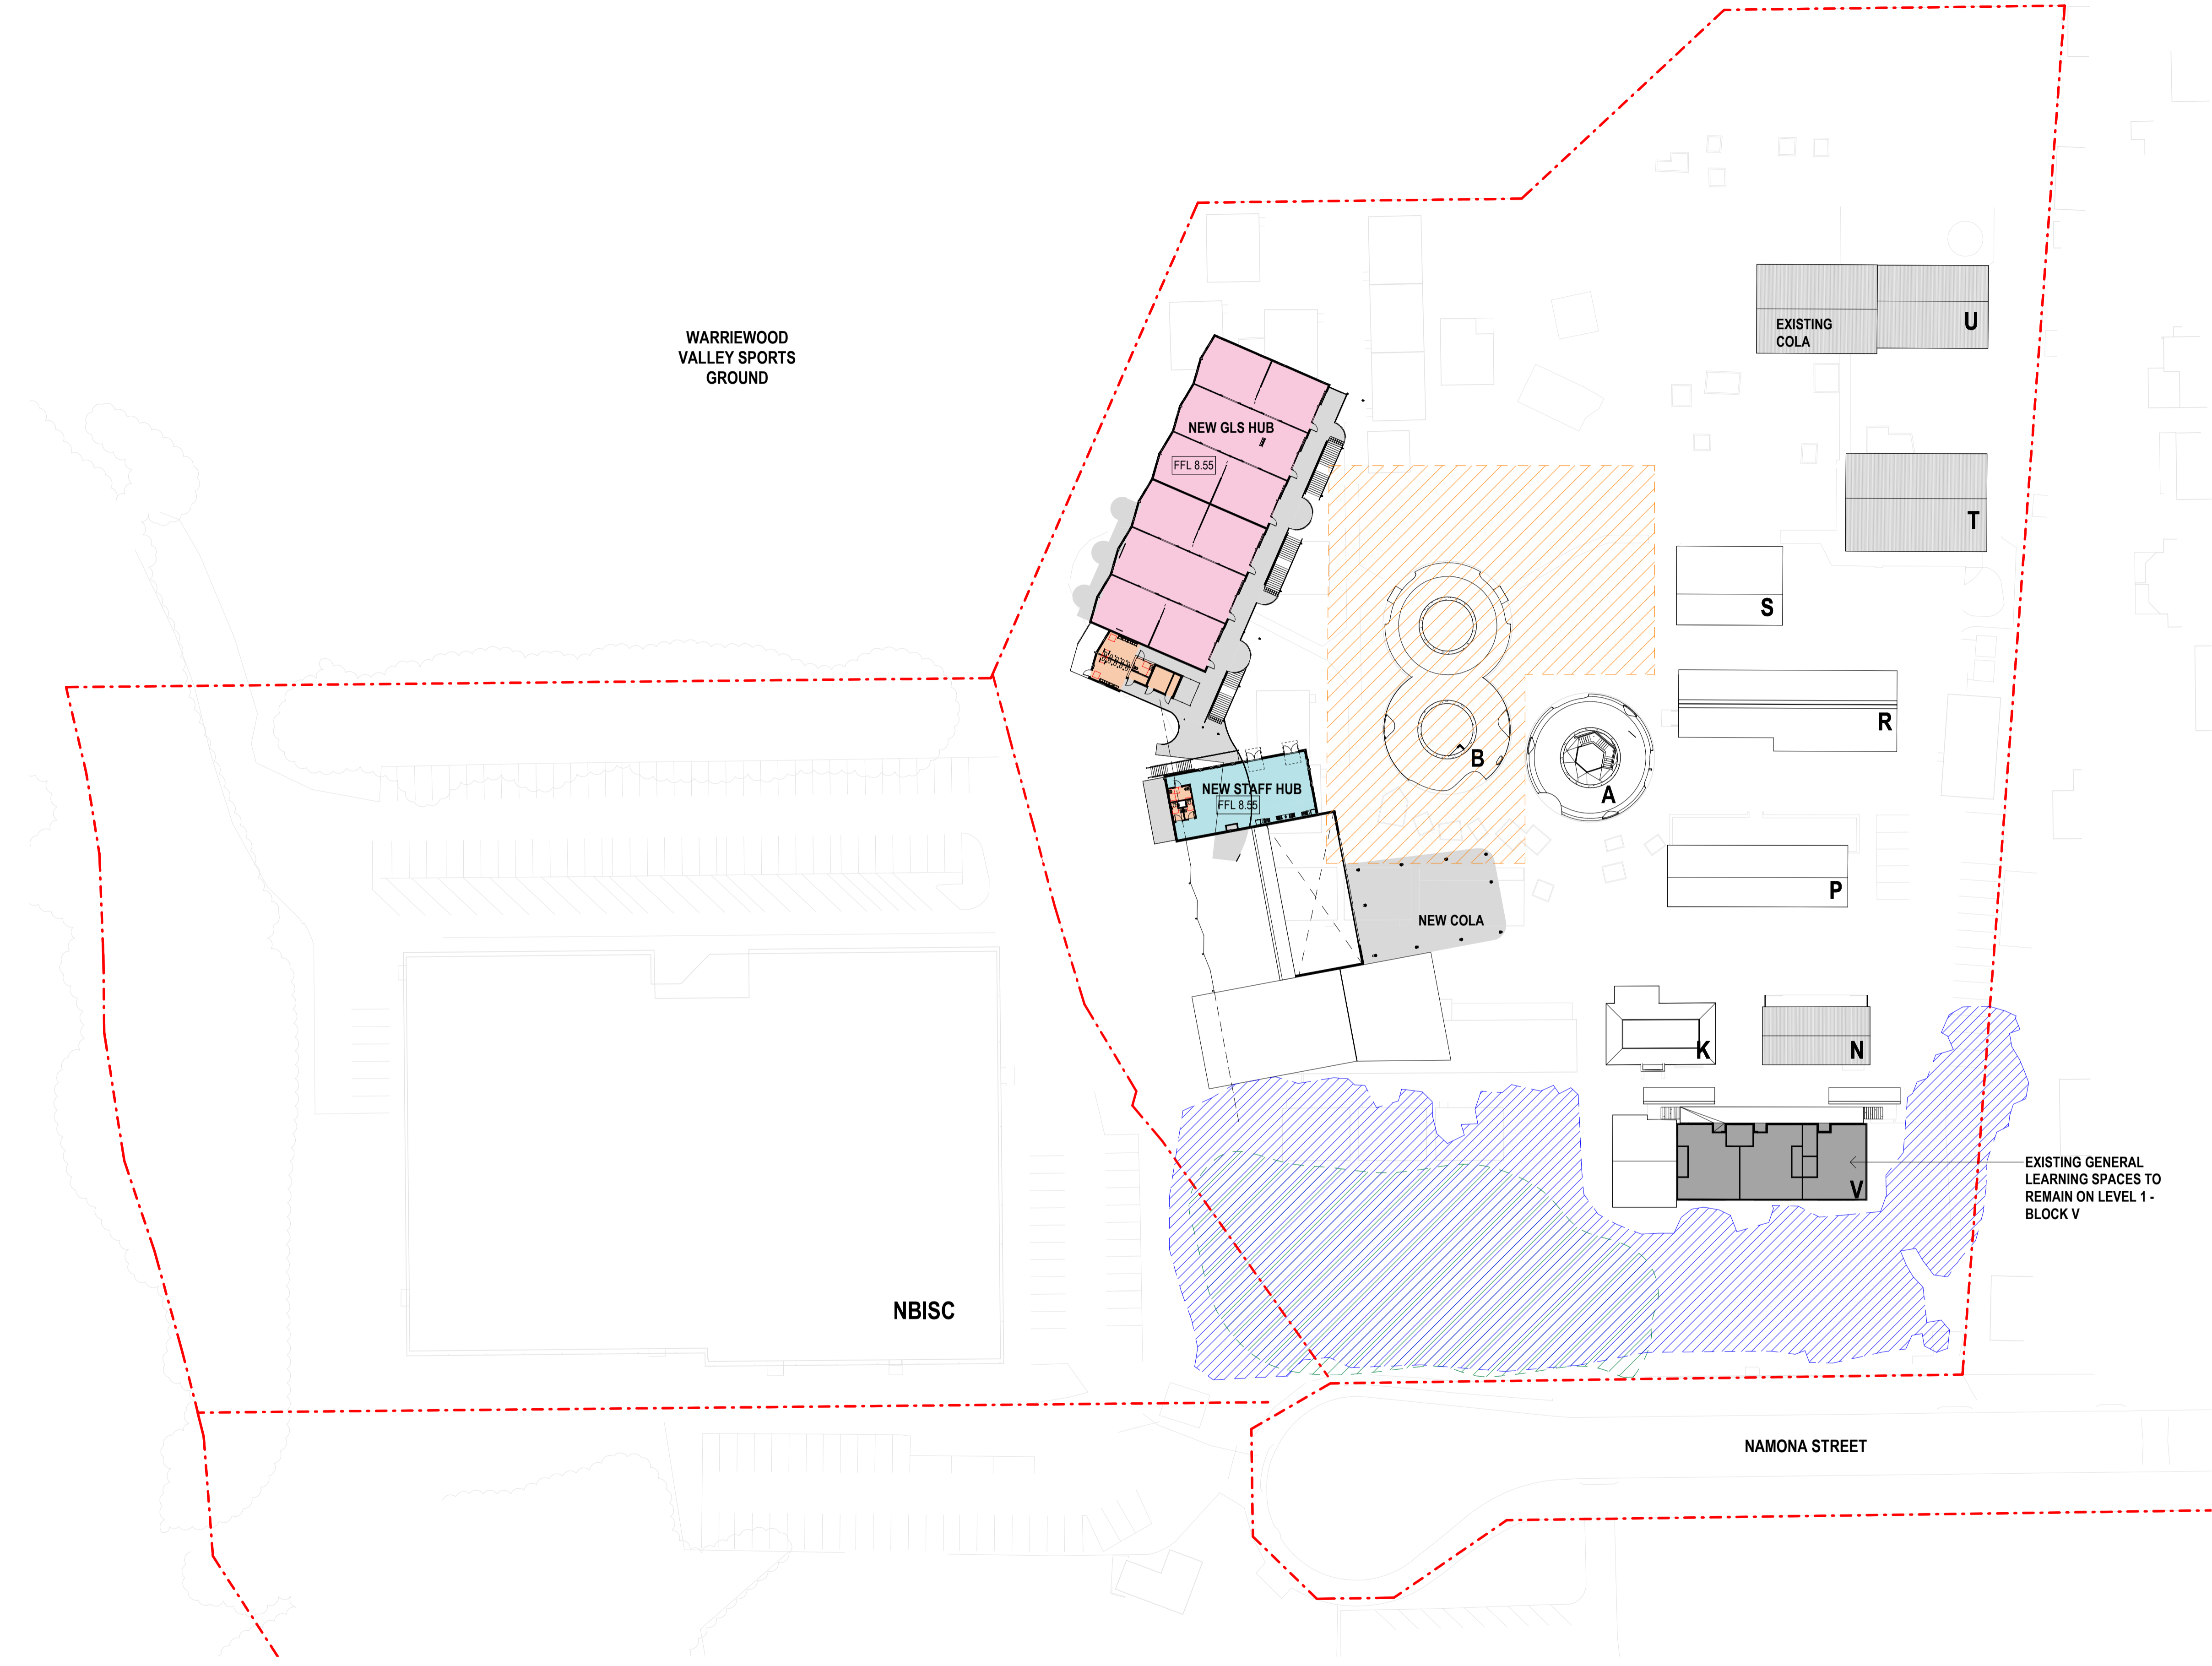 WARRIEWOOD
VALLEY SPORTS
GROUND
EXISTING
COLA
U
NEW GLS HUB
FFL 8.55
T
S
R
B
A
NEW STAFF HUB
FFL 8.55
P
NEW COLA
K
N
V
EXISTING GENERAL
LEARNING SPACES TO
REMAIN ON LEVEL 1 -
BLOCK V
NBISC
NAMONA STREET